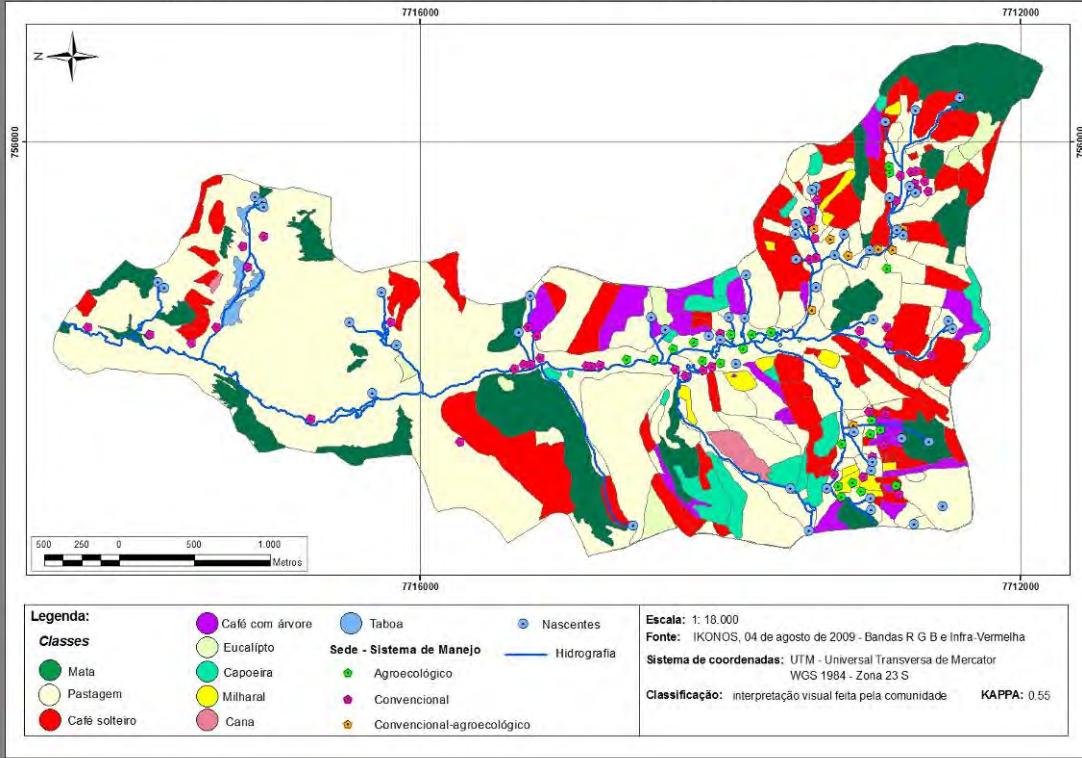 7716000
7712000
N
756000
756000
500 250 0 500 1.000
Metros
7716000
7712000
Legenda:
Classes
Mata
Pastagem
Café solteiro
Café com árvore
Eucalípto
Capoeira
Milharal
Cana
Taboa
Sede - Sistema de Manejo
Agroecológico
Convencional
Convencional-agroecológico
Nascentes
Hidrografia
Escala: 1: 18.000
Fonte: IKONOS, 04 de agosto de 2009 - Bandas R G B e Infra-Vermelha
Sistema de coordenadas: UTM - Universal Transversa de Mercator
WGS 1984 - Zona 23 S
Classificação: interpretação visual feita pela comunidade KAPPA: 0.55